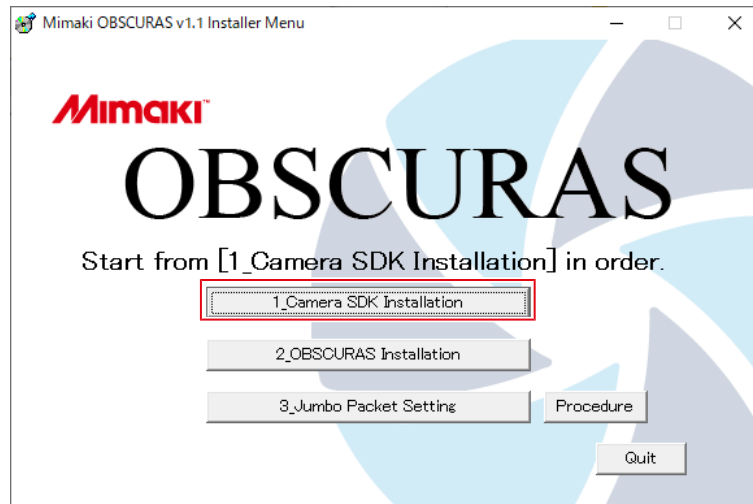 Mimaki OBSCURAS v1.1 Installer Menu
Mimaki™
OBSCURAS
Start from [1_Camera SDK Installation] in order.
1_Camera SDK Installation
2_OBSCURAS Installation
3_Jumbo Packet Setting Procedure
Quit